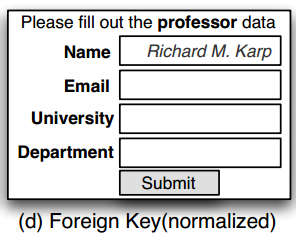 Please fill out the professor data
Name Richard M. Karp
Email
University
Department
Submit
(d) Foreign Key(normalized)